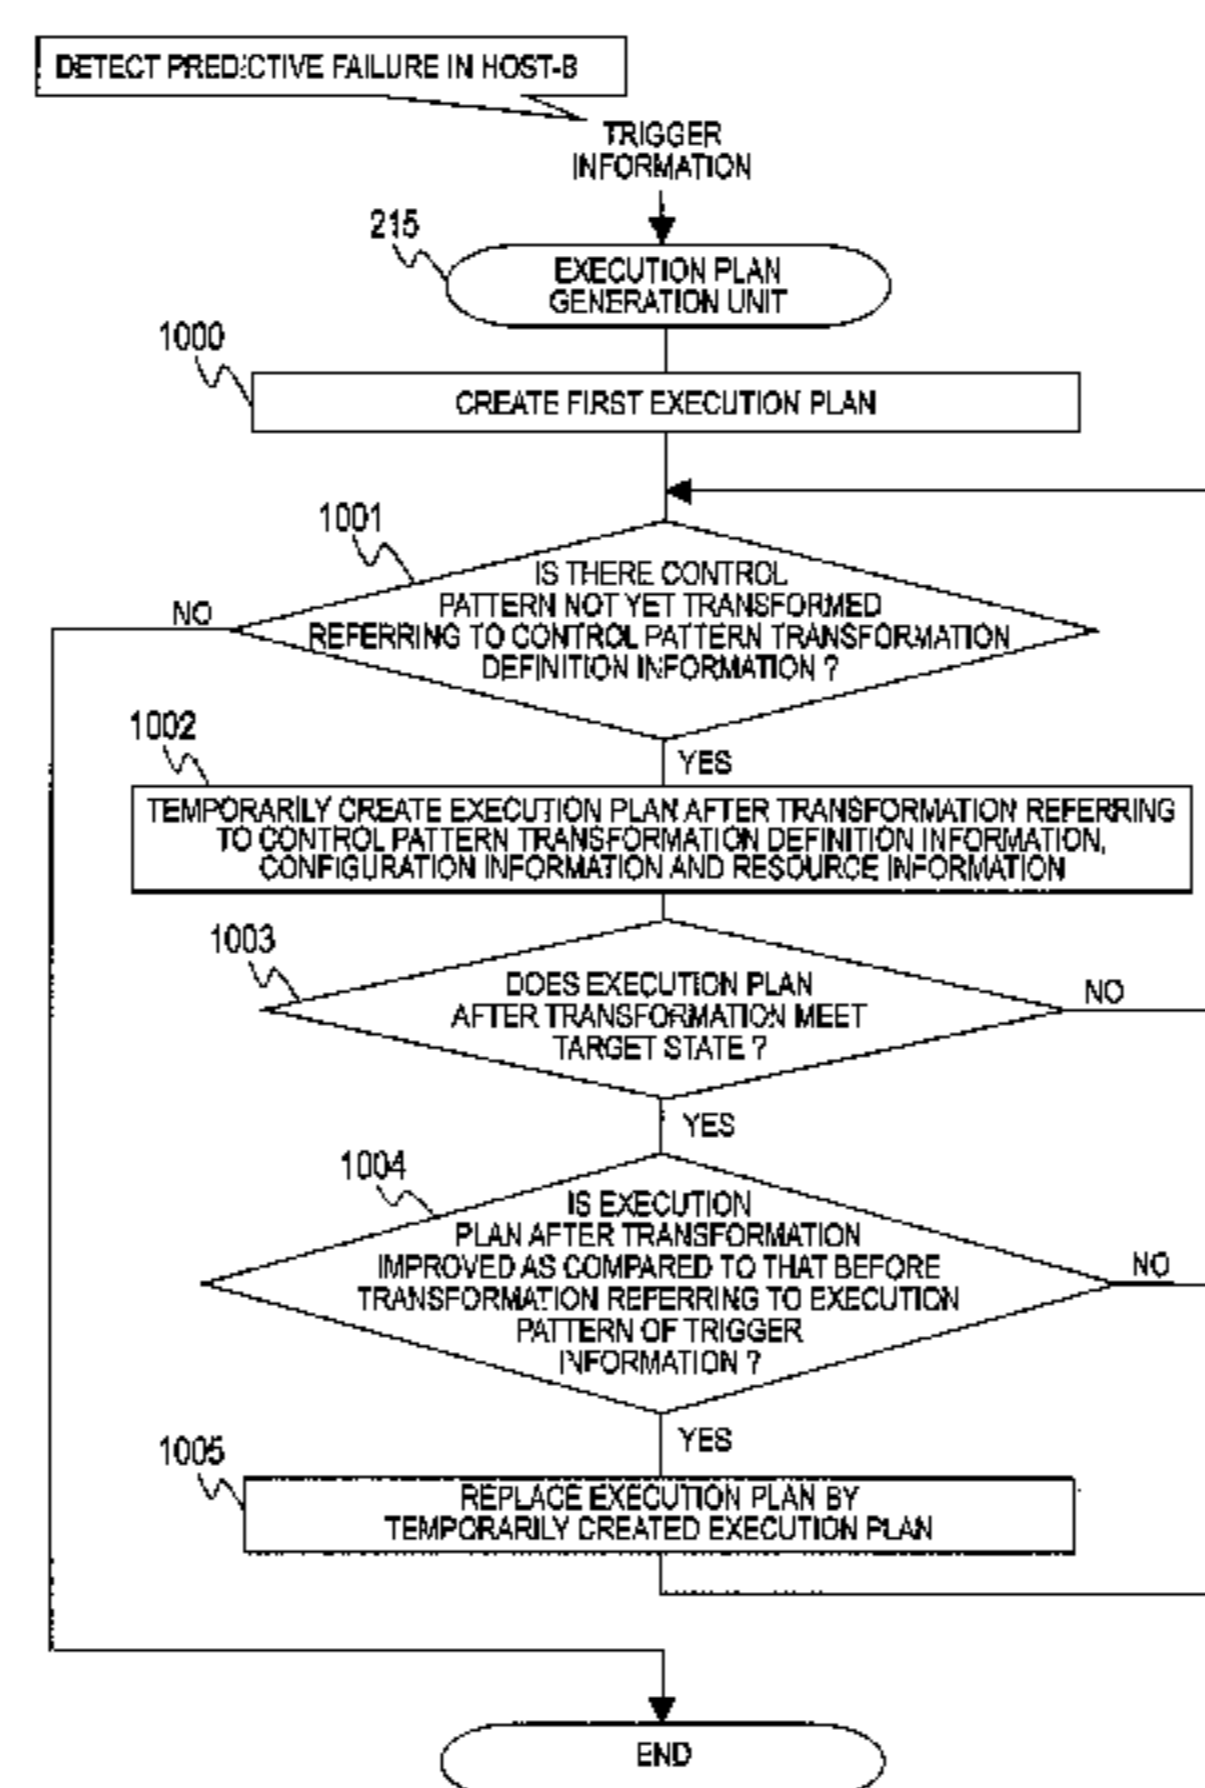 DETECT PREDICTIVE FAILURE IN HOST-B
TRIGGER
INFORMATION
215
EXECUTION PLAN
GENERATION UNIT
1000
CREATE FIRST EXECUTION PLAN
1001
IS THERE CONTROL
PATTERN NOT YET TRANSFORMED
REFERRING TO CONTROL PATTERN TRANSFORMATION
DEFINITION INFORMATION ?
NO
YES
1002
TEMPORARILY CREATE EXECUTION PLAN AFTER TRANSFORMATION REFERRING
TO CONTROL PATTERN TRANSFORMATION DEFINITION INFORMATION,
CONFIGURATION INFORMATION AND RESOURCE INFORMATION
1003
DOES EXECUTION PLAN
AFTER TRANSFORMATION MEET
TARGET STATE ?
NO
YES
1004
IS EXECUTION
PLAN AFTER TRANSFORMATION
IMPROVED AS COMPARED TO THAT BEFORE
TRANSFORMATION REFERRING TO EXECUTION
PATTERN OF TRIGGER
INFORMATION ?
NO
YES
1005
REPLACE EXECUTION PLAN BY
TEMPORARILY CREATED EXECUTION PLAN
END